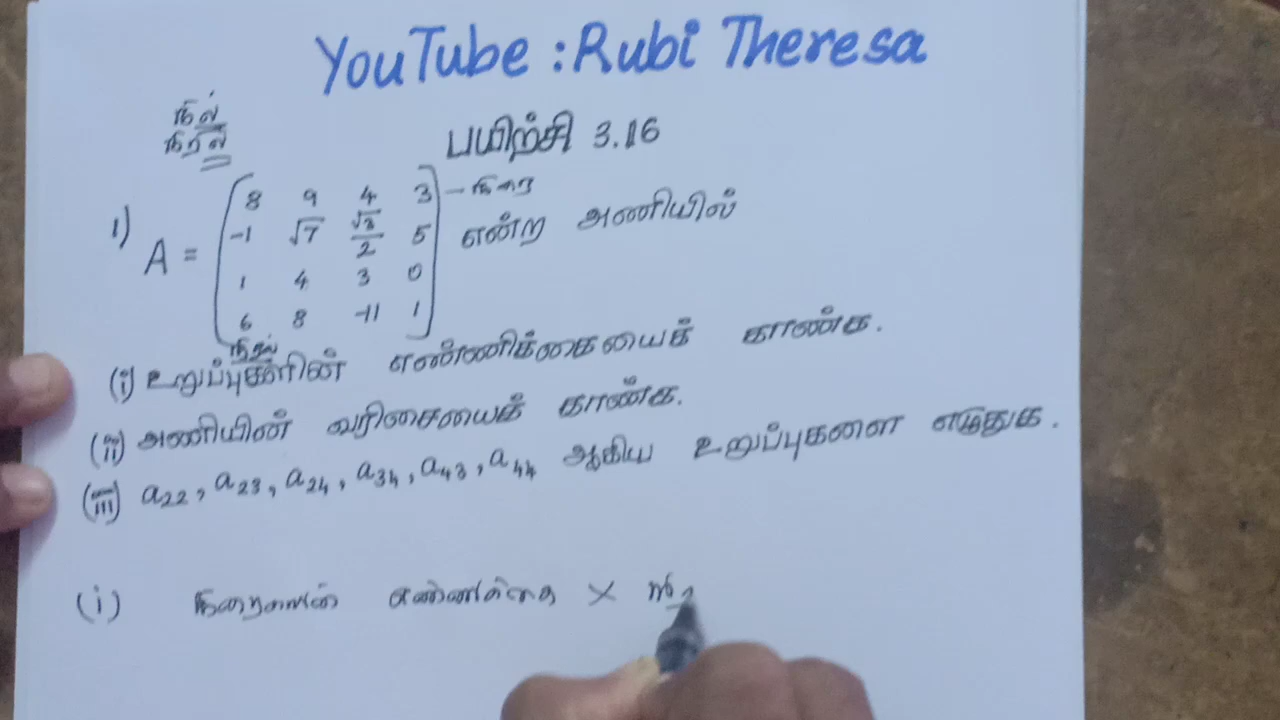 YouTube : Rubi Theresa
நில்
நிரல்
பயிற்சி 3.16
1) A = 8 9 4 3 – நிரை
-1 √7 √3/2 5 என்ற அணியில்
1 4 3 0
6 8 -11 1
நிரல்
(i) உறுப்புகளின் எண்ணிக்கையைக் காண்க.
(ii) அணியின் வரிசையைக் காண்க.
(iii) a22, a23, a24, a34, a43, a44 ஆகிய உறுப்புகளை எழுதுக.
(i) நிரைகளின் எண்ணிக்கை ×